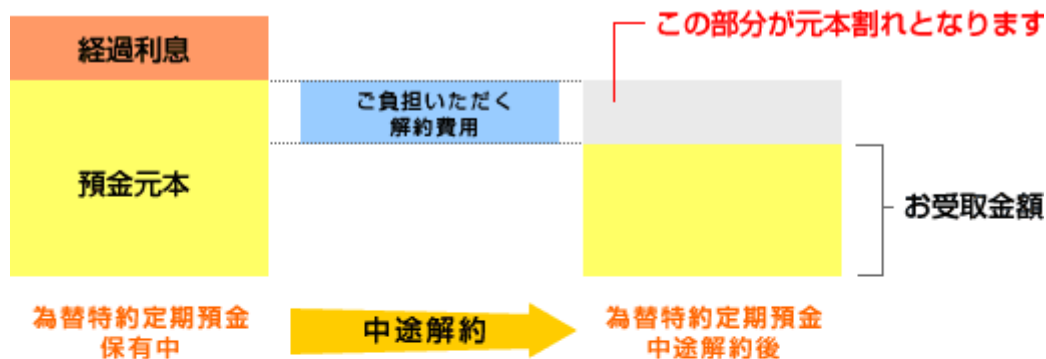 この部分が元本割れとなります
経過利息
ご負担いただく
解約費用
預金元本
お受取金額
為替特約定期預金
保有中
中途解約
為替特約定期預金
中途解約後